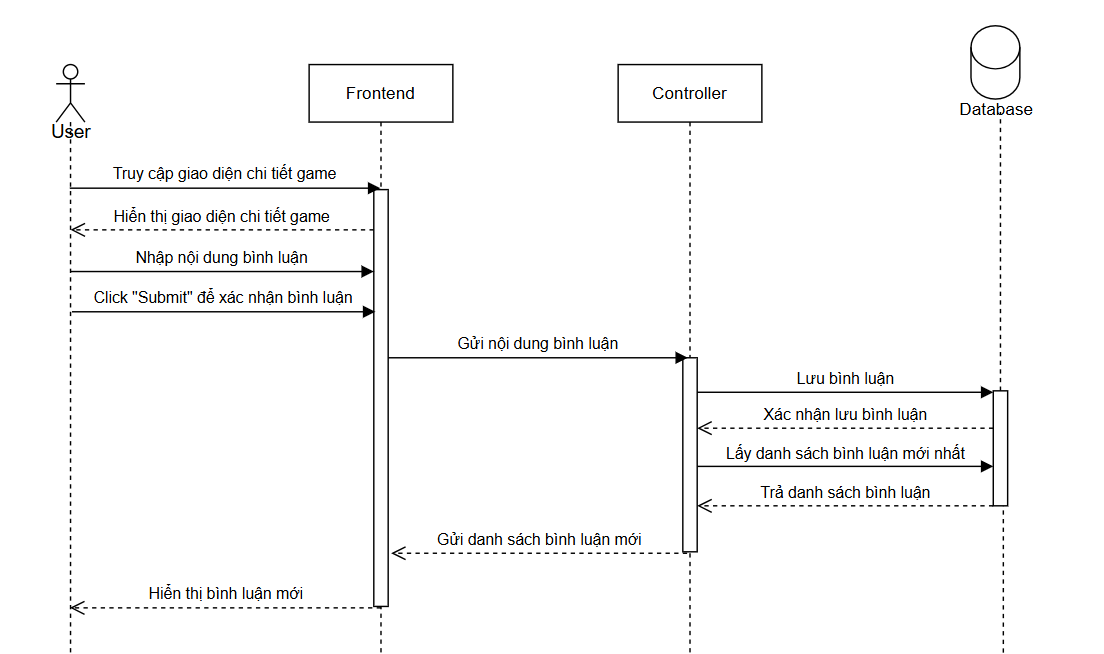 User
Frontend
Controller
Database
Truy cập giao diện chi tiết game
Hiển thị giao diện chi tiết game
Nhập nội dung bình luận
Click "Submit" để xác nhận bình luận
Gửi nội dung bình luận
Lưu bình luận
Xác nhận lưu bình luận
Lấy danh sách bình luận mới nhất
Trả danh sách bình luận
Gửi danh sách bình luận mới
Hiển thị bình luận mới